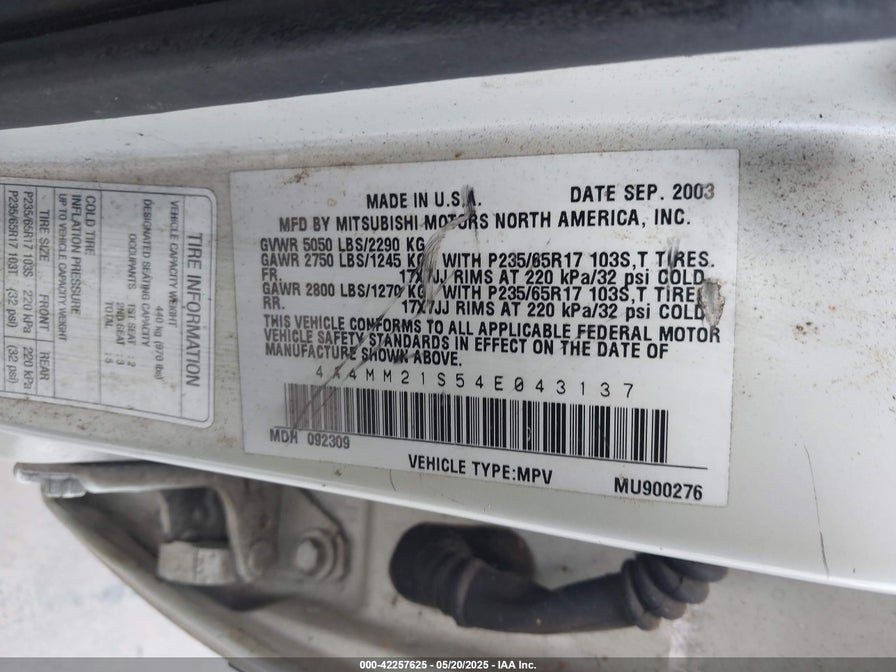 MADE IN U.S.A. DATE SEP. 2003
MFD BY MITSUBISHI MOTORS NORTH AMERICA, INC.
GVWR 5050 LBS/2290 KG
GAWR 2750 LBS/1245 KG WITH P235/65R17 103S,T TIRES.
FR. 17X7JJ RIMS AT 220 kPa/32 psi COLD
GAWR 2800 LBS/1270 KG WITH P235/65R17 103S,T TIRES
RR. 17X7JJ RIMS AT 220 kPa/32 psi COLD
THIS VEHICLE CONFORMS TO ALL APPLICABLE FEDERAL MOTOR
VEHICLE SAFETY STANDARDS IN EFFECT ON THE DATE OF
MANUFACTURE SHOWN ABOVE.
4A4MM21S54E043137
MDH 092309
VEHICLE TYPE:MPV
MU900276
TIRE INFORMATION
VEHICLE CAPACITY WEIGHT 440 kg (970 lbs)
DESIGNATED SEATING CAPACITY
OCCUPANTS 1ST SEAT : 2
2ND SEAT : 3
TOTAL : 5
COLD TIRE
INFLATION PRESSURE
UP TO VEHICLE CAPACITY WEIGHT
TIRE SIZE FRONT REAR
P235/65R17 103S 220 kPa 220 kPa
P235/65R17 103T (32 psi) (32 psi)
000-42257625 - 05/20/2025 - IAA Inc.